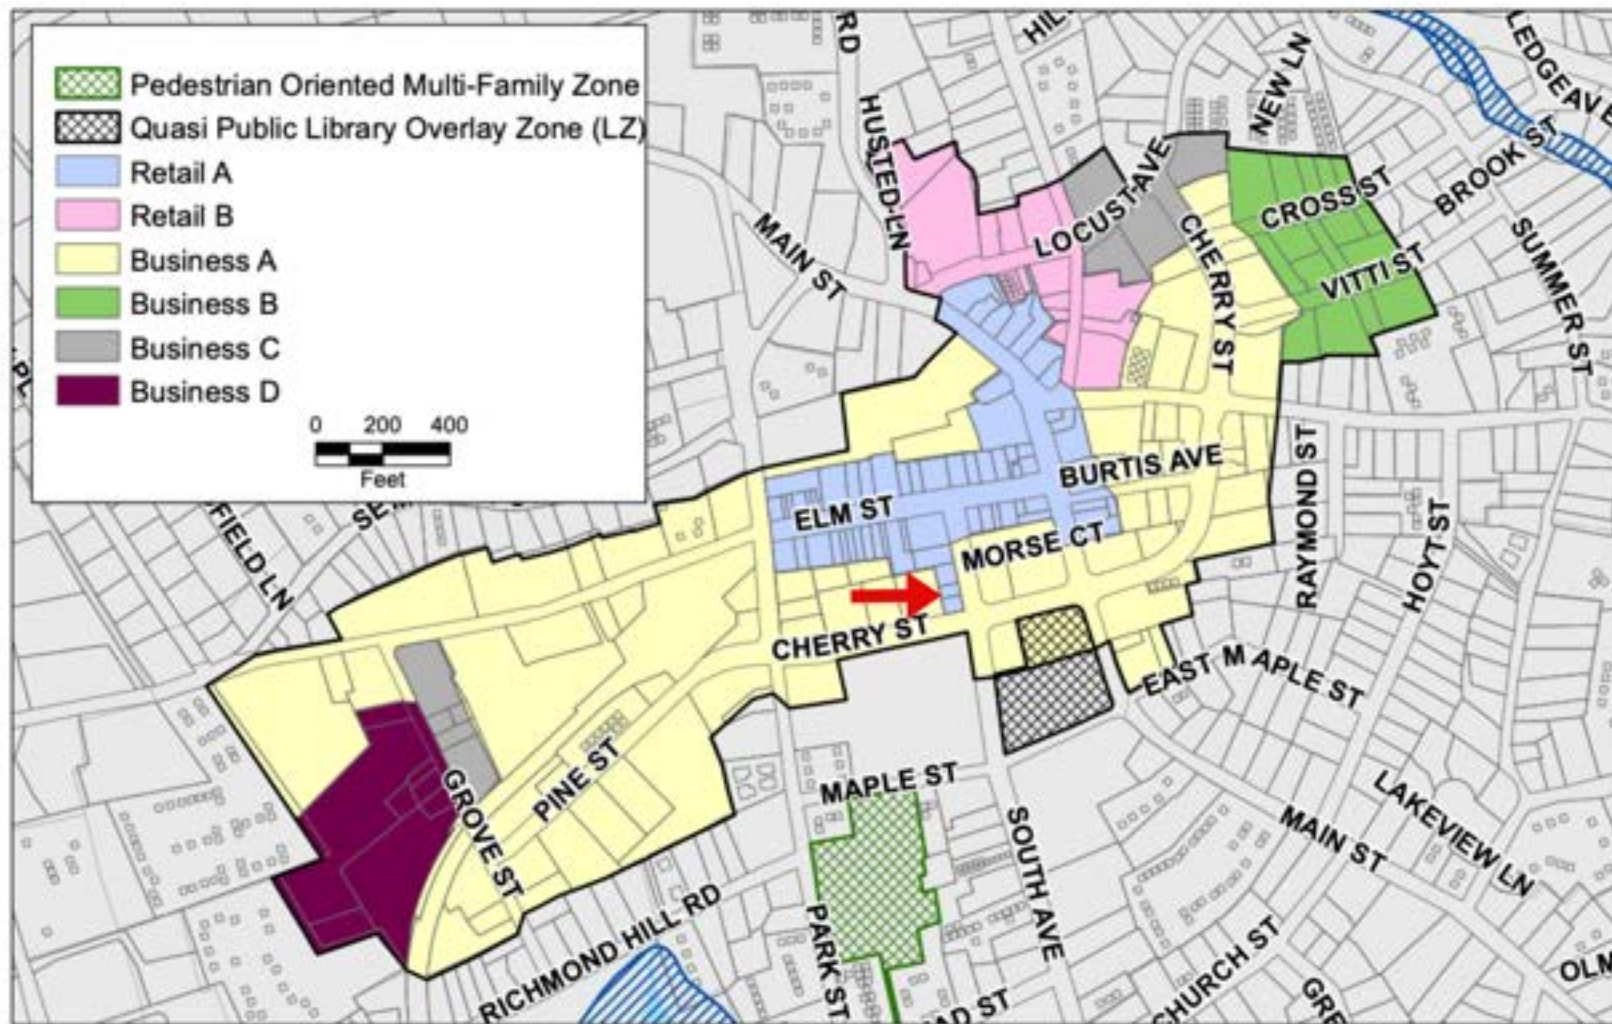 Pedestrian Oriented Multi-Family Zone
Quasi Public Library Overlay Zone (LZ)
Retail A
Retail B
Business A
Business B
Business C
Business D
0 200 400
Feet
RD
HUSTED LN
NEW LN
LEDGE AVE
MAIN ST
LOCUST AVE
CHERRY ST
CROSS ST
VITTI ST
BROOK ST
SUMMER ST
ELM ST
BURTIS AVE
MORSE CT
RAYMOND ST
HOYT ST
FIELD LN
CHERRY ST
EAST MAPLE ST
GROVE ST
PINE ST
MAPLE ST
SOUTH AVE
MAIN ST
LAKEVIEW LN
RICHMOND HILL RD
PARK ST
CHURCH ST